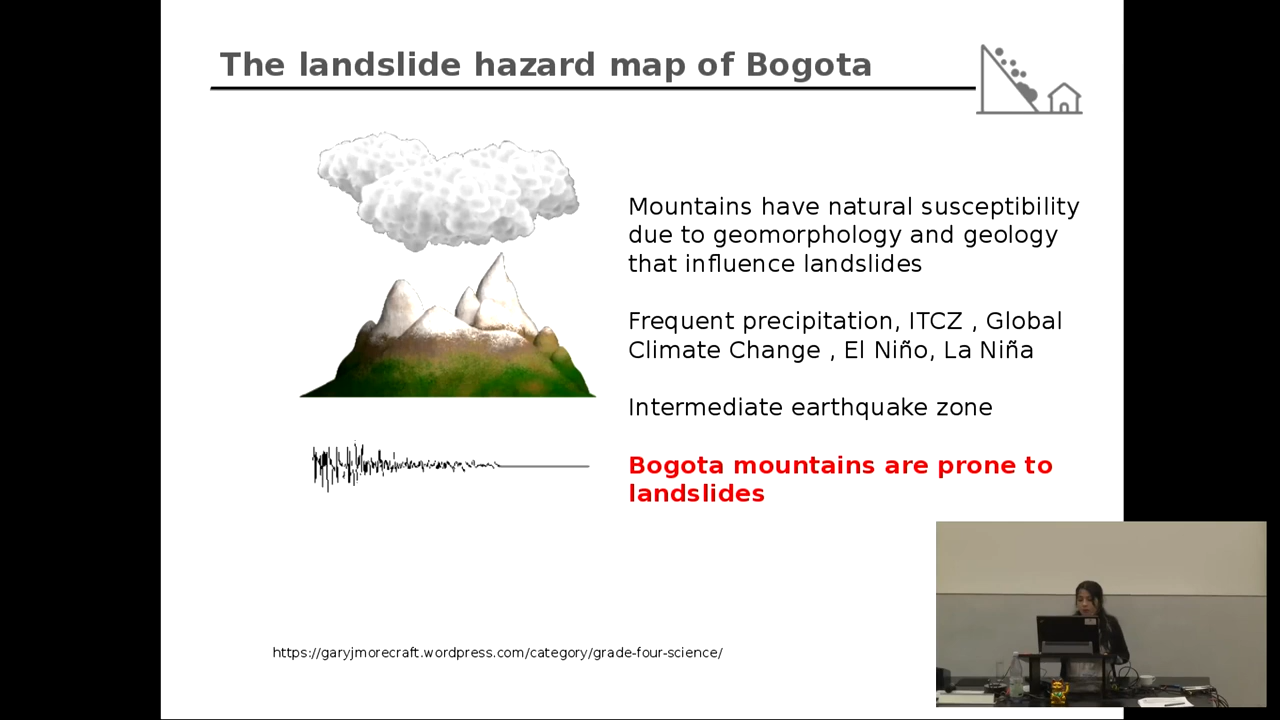 The landslide hazard map of Bogota
Mountains have natural susceptibility
due to geomorphology and geology
that influence landslides
Frequent precipitation, ITCZ , Global
Climate Change , El Niño, La Niña
Intermediate earthquake zone
Bogota mountains are prone to
landslides
https://garyjmorecraft.wordpress.com/category/grade-four-science/